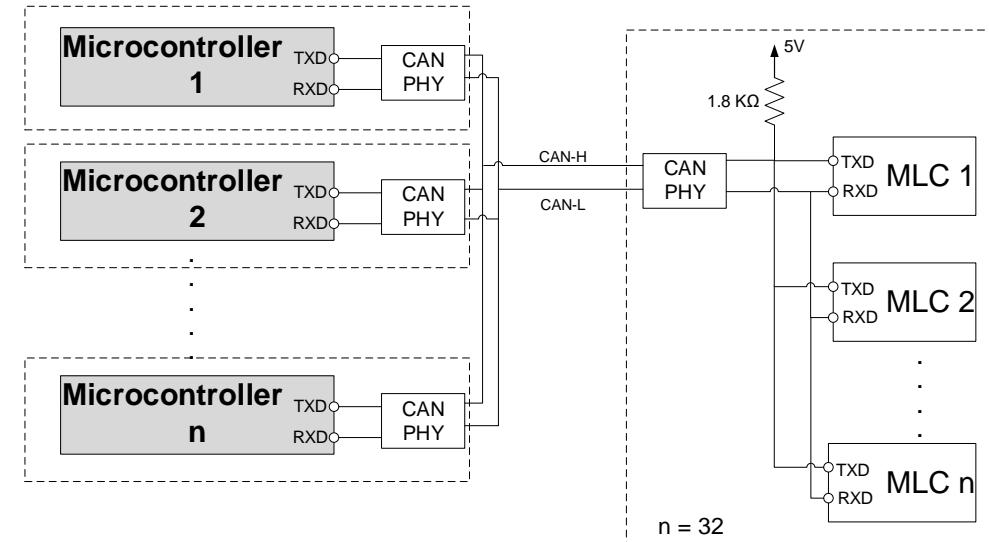 Microcontroller
1
TXD
RXD
CAN
PHY
Microcontroller
2
TXD
RXD
CAN
PHY
Microcontroller
n
TXD
RXD
CAN
PHY
CAN-H
CAN-L
5V
1.8 KΩ
CAN
PHY
TXD
RXD
MLC 1
TXD
RXD
MLC 2
TXD
RXD
MLC n
n = 32